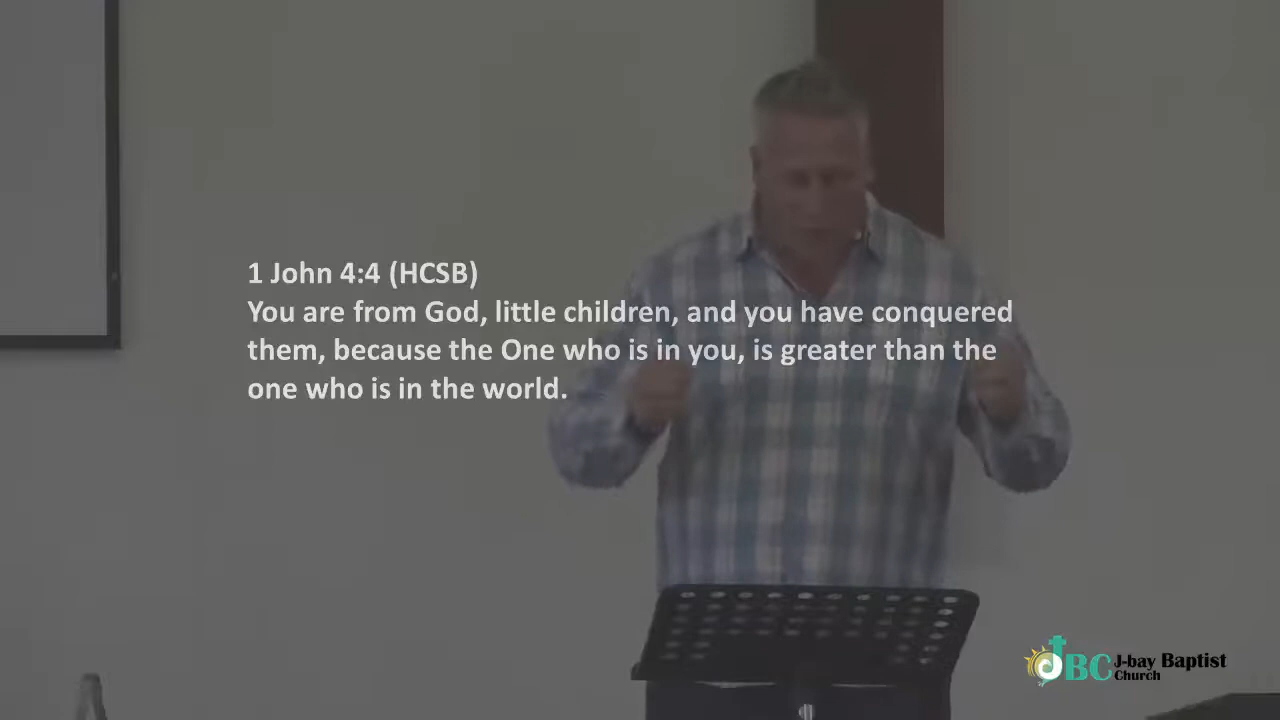 1 John 4:4 (HCSB)
You are from God, little children, and you have conquered
them, because the One who is in you, is greater than the
one who is in the world.
JBC J-bay Baptist
Church